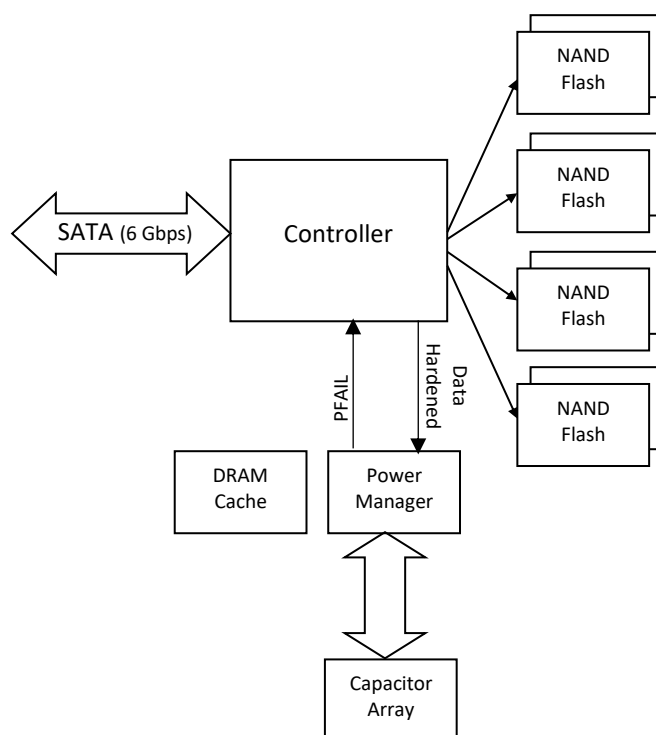 NAND
Flash
NAND
Flash
SATA (6 Gbps)
Controller
NAND
Flash
NAND
Flash
PFAIL
Data
Hardened
DRAM
Cache
Power
Manager
Capacitor
Array